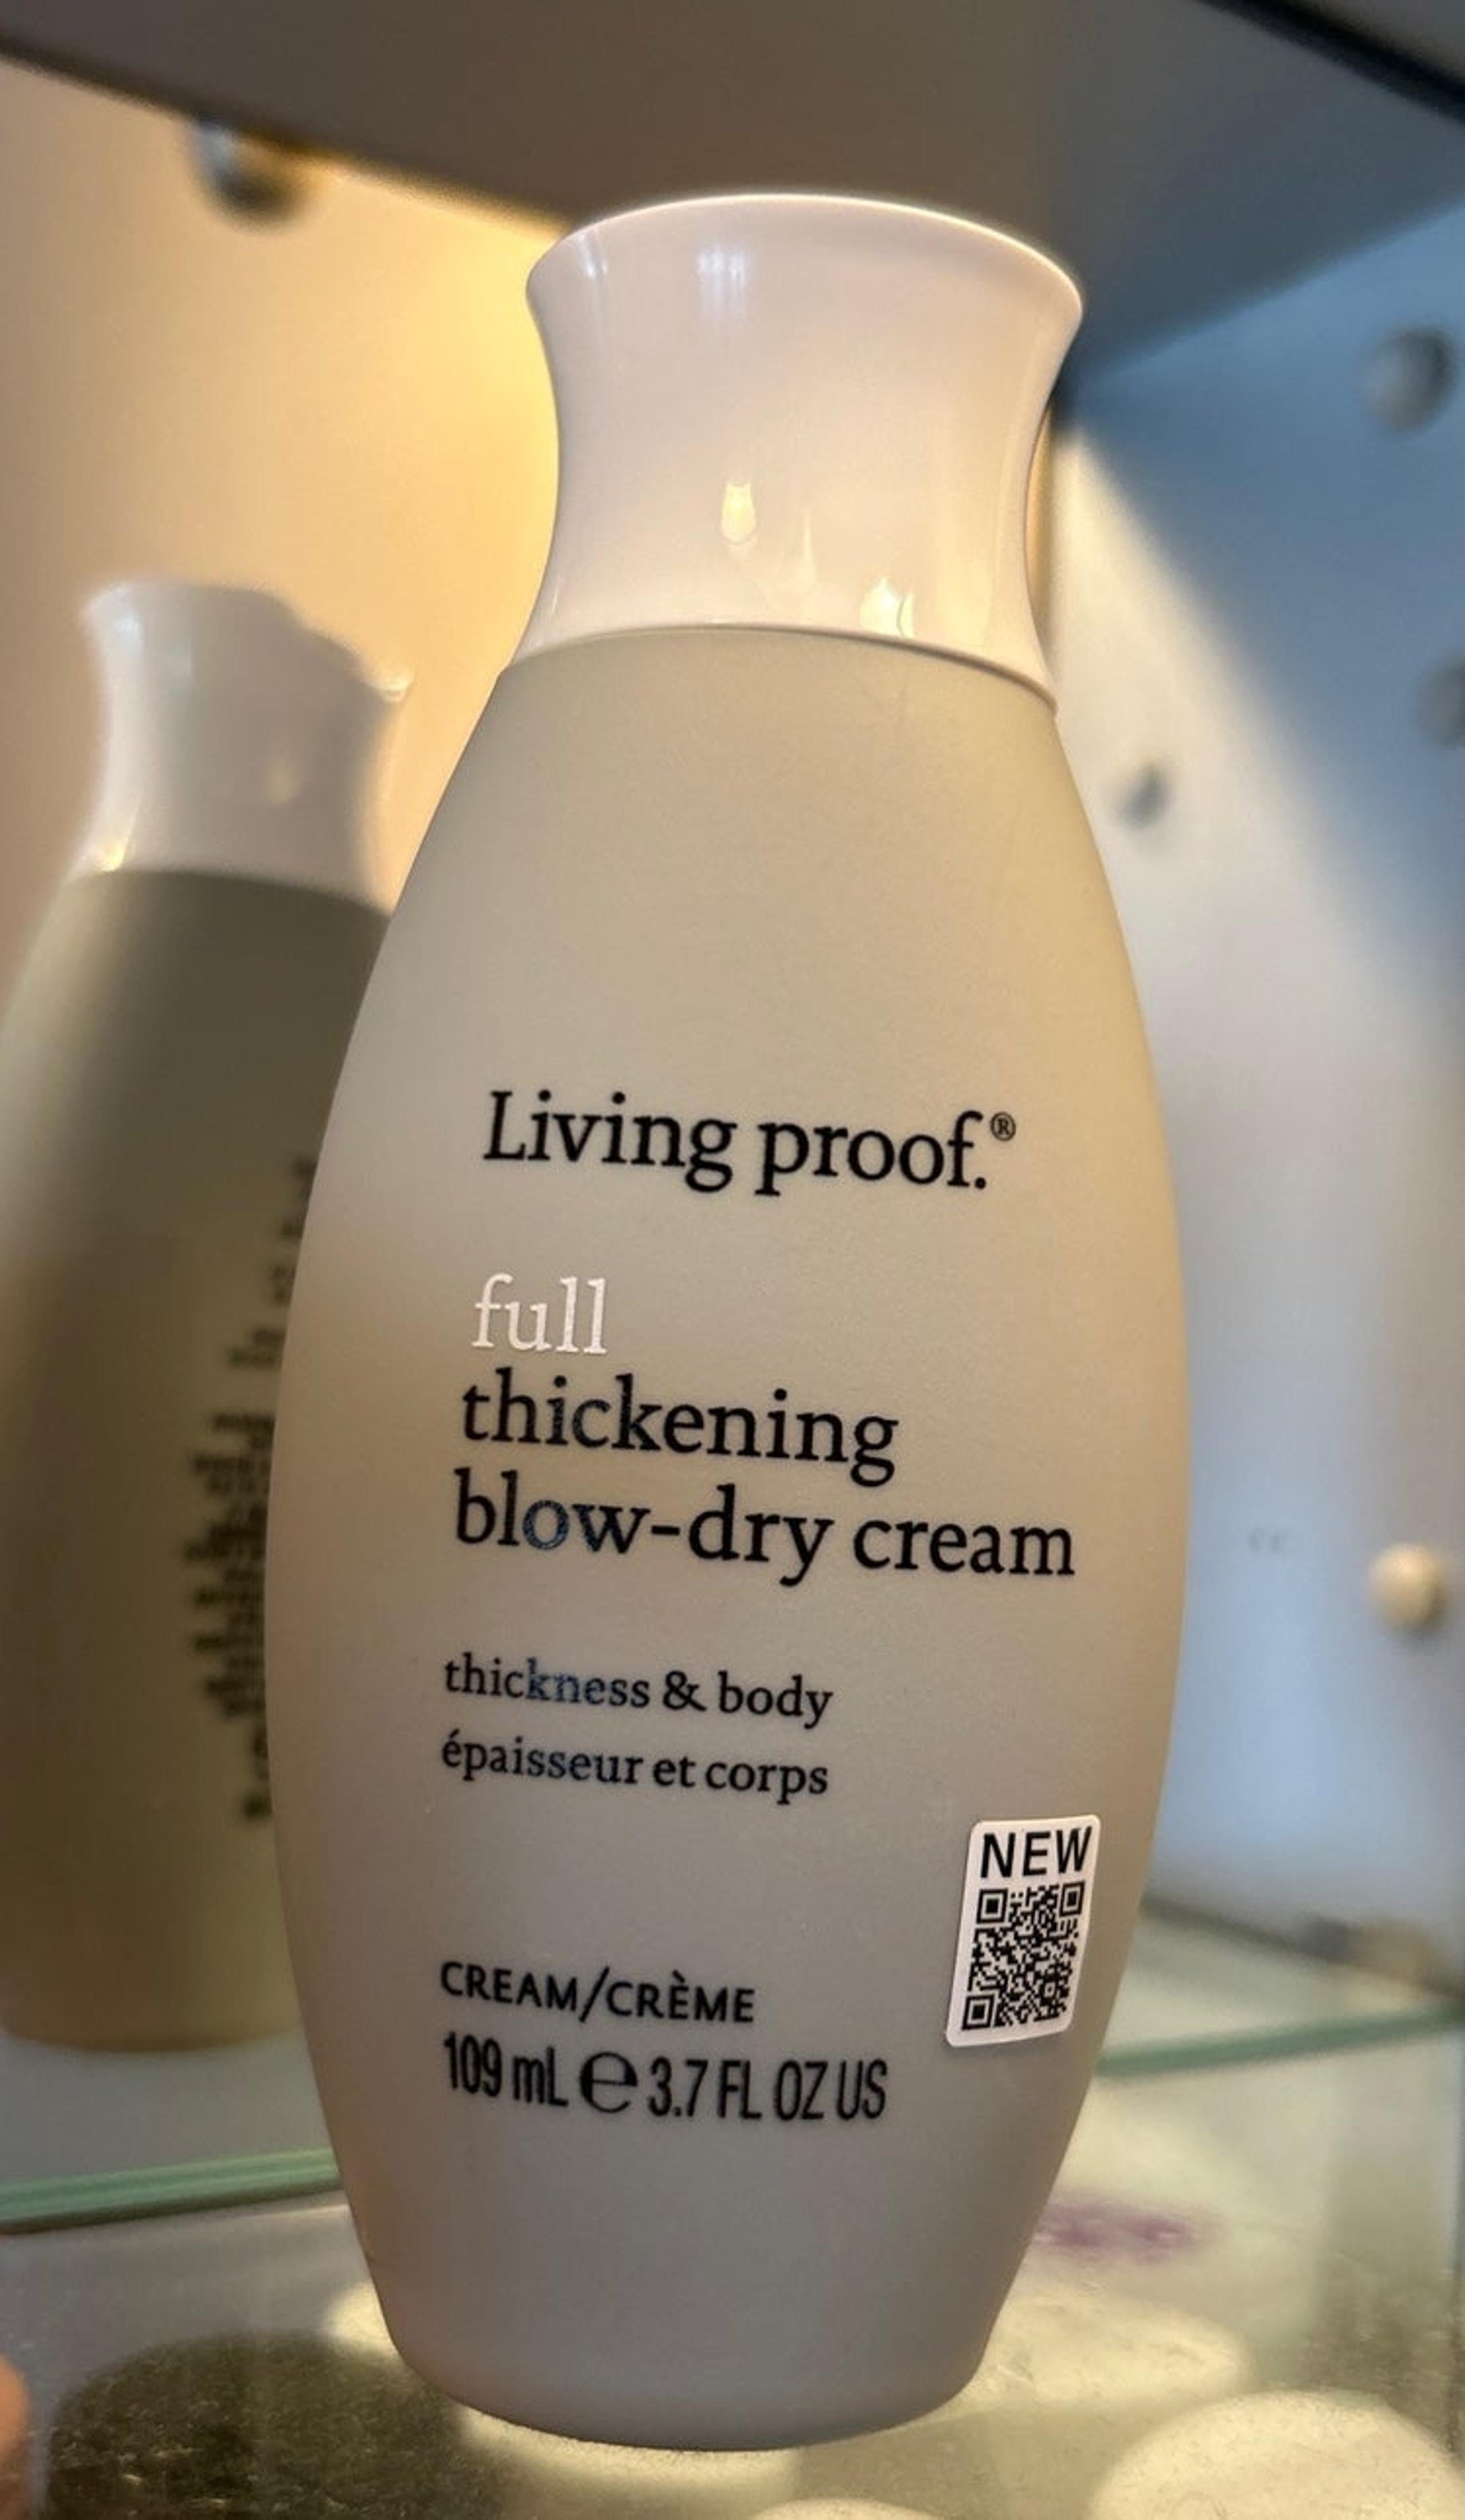 Living proof.®
full
thickening
blow-dry cream
thickness & body
épaisseur et corps
NEW
CREAM/CRÈME
109 mL ℮ 3.7 FL OZ US